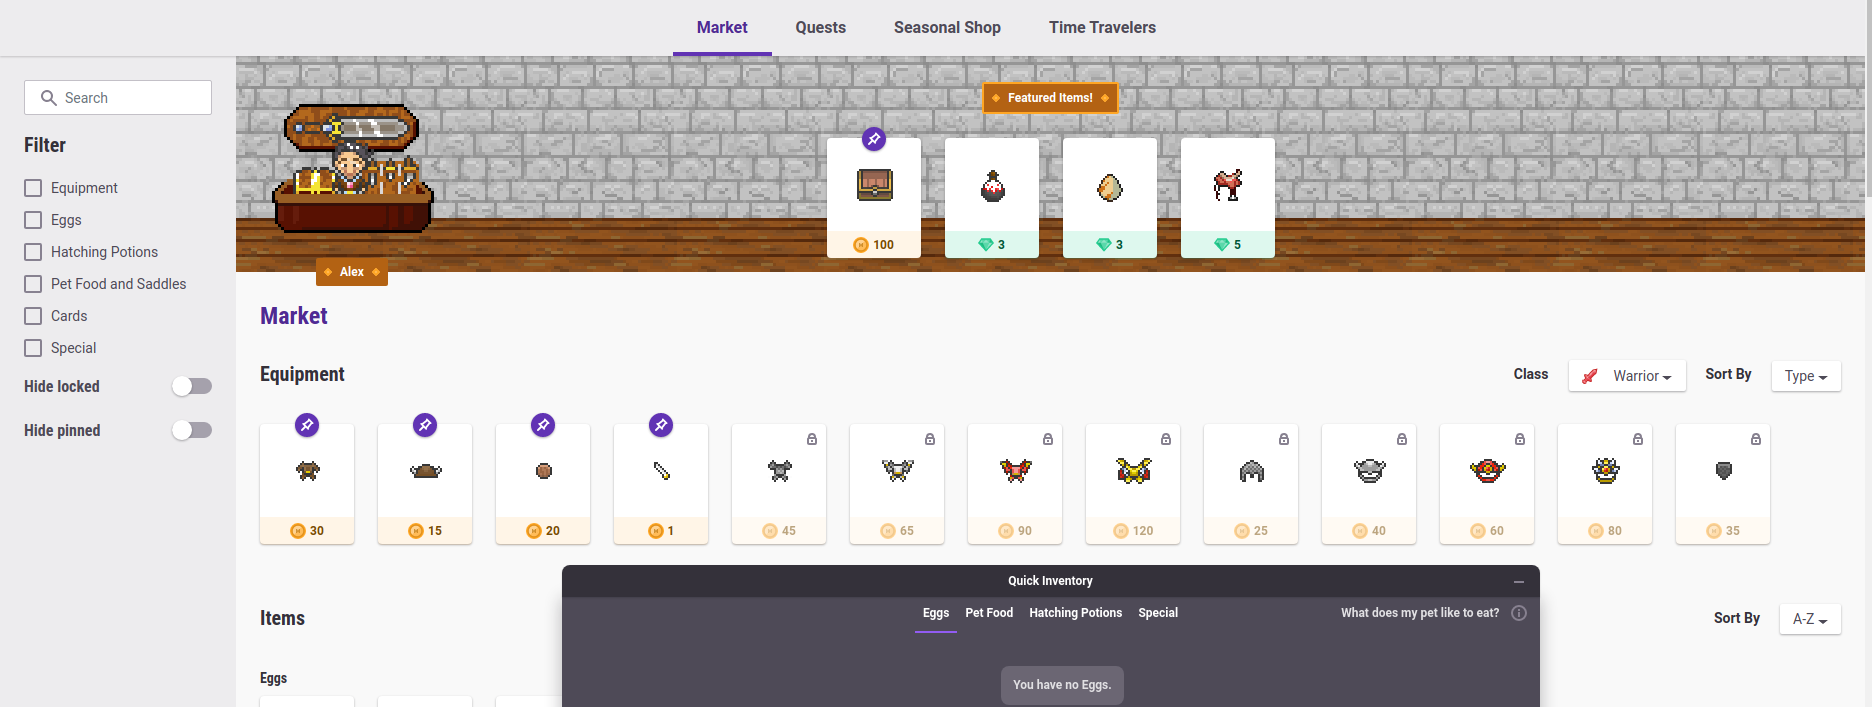 Market Quests Seasonal Shop Time Travelers
Search
Filter
Equipment
Eggs
Hatching Potions
Pet Food and Saddles
Cards
Special
Hide locked
Hide pinned
Featured Items!
100 3 3 5
Alex
Market
Equipment
Class Warrior Sort By Type
30 15 20 1 45 65 90 120 25 40 60 80 35
Items
Sort By A-Z
Eggs
Quick Inventory
Eggs Pet Food Hatching Potions Special What does my pet like to eat?
You have no Eggs.